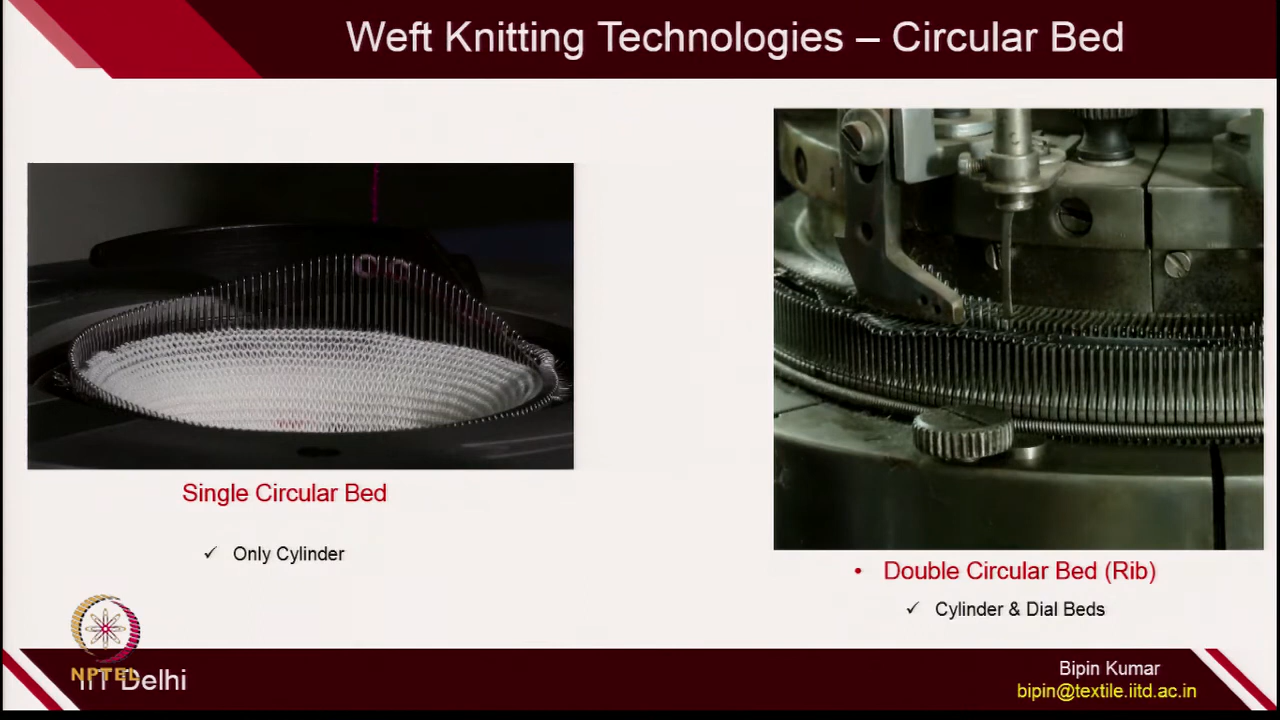 Weft Knitting Technologies – Circular Bed
Single Circular Bed
✓ Only Cylinder
• Double Circular Bed (Rib)
✓ Cylinder & Dial Beds
NPTEL
IIT Delhi
Bipin Kumar
bipin@textile.iitd.ac.in